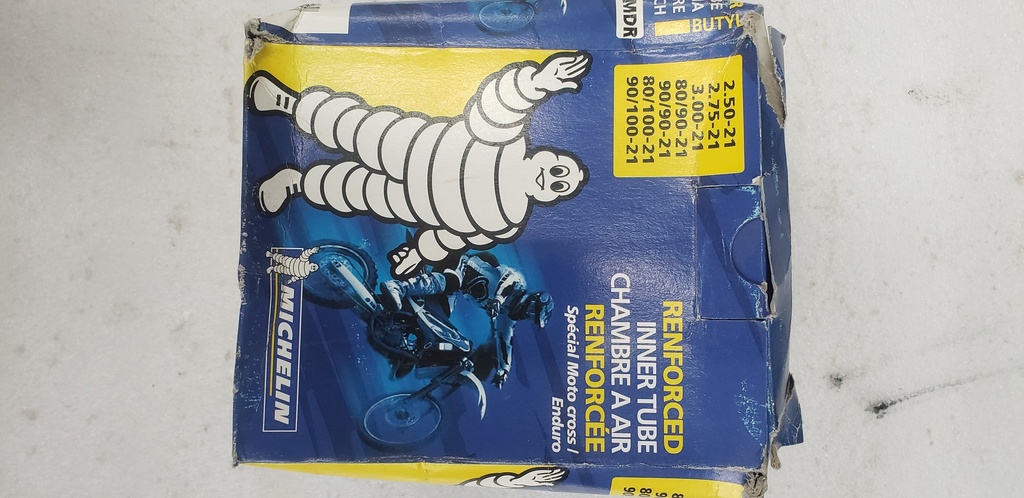 2.50-21
2.75-21
3.00-21
80/90-21
90/90-21
80/100-21
90/100-21
RENFORCED
INNER TUBE
CHAMBRE A AIR
RENFORCÉE
Spécial Moto cross /
Enduro
MICHELIN
BUTYL
MDR